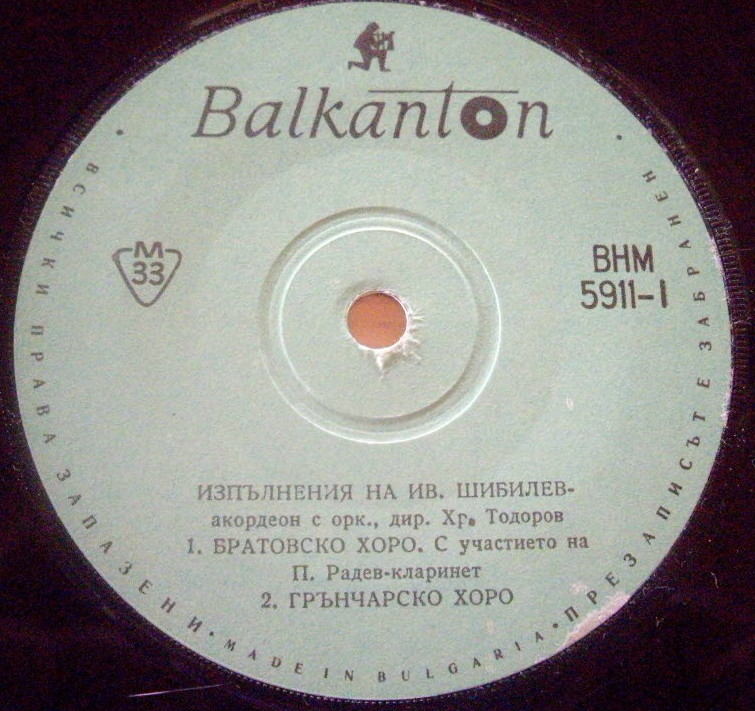 Balkanton
M
33
ВНМ
5911-I
ИЗПЪЛНЕНИЯ НА ИВ. ШИБИЛЕВ-
акордеон с орк., дир. Хр. Тодоров
1. БРАТОВСКО ХОРО. С участието на
П. Радев-кларинет
2. ГРЪНЧАРСКО ХОРО
ВСИЧКИ ПРАВА ЗАПАЗЕНИ • MADE IN BULGARIA • ПРЕЗАПИСЪТ Е ЗАБРАНЕН